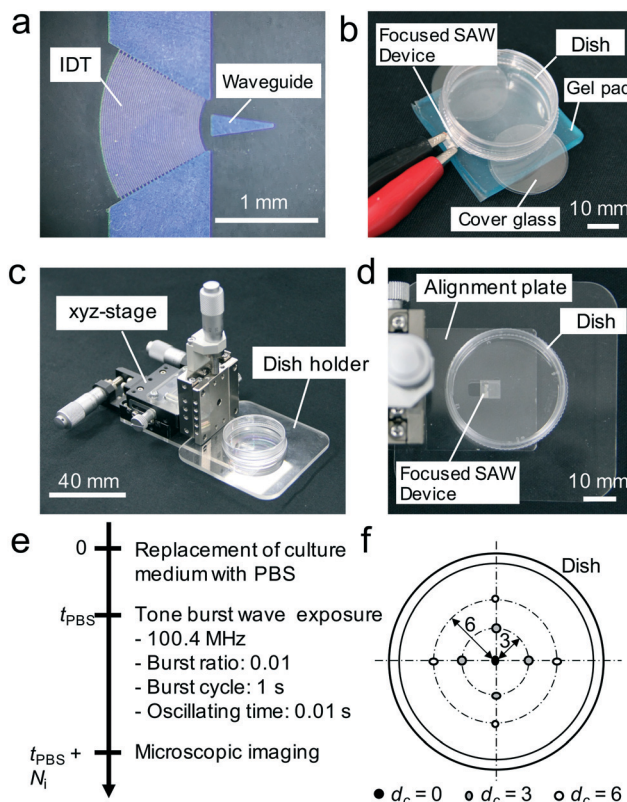 a
IDT
Waveguide
1 mm
b
Focused SAW
Device
Dish
Gel pad
Cover glass
10 mm
c
xyz-stage
Dish holder
40 mm
d
Alignment plate
Dish
Focused SAW
Device
10 mm
e
0
Replacement of culture
medium with PBS
tPBS
Tone burst wave exposure
- 100.4 MHz
- Burst ratio: 0.01
- Burst cycle: 1 s
- Oscillating time: 0.01 s
tPBS +
Ni
Microscopic imaging
f
Dish
6
3
dc = 0
dc = 3
dc = 6